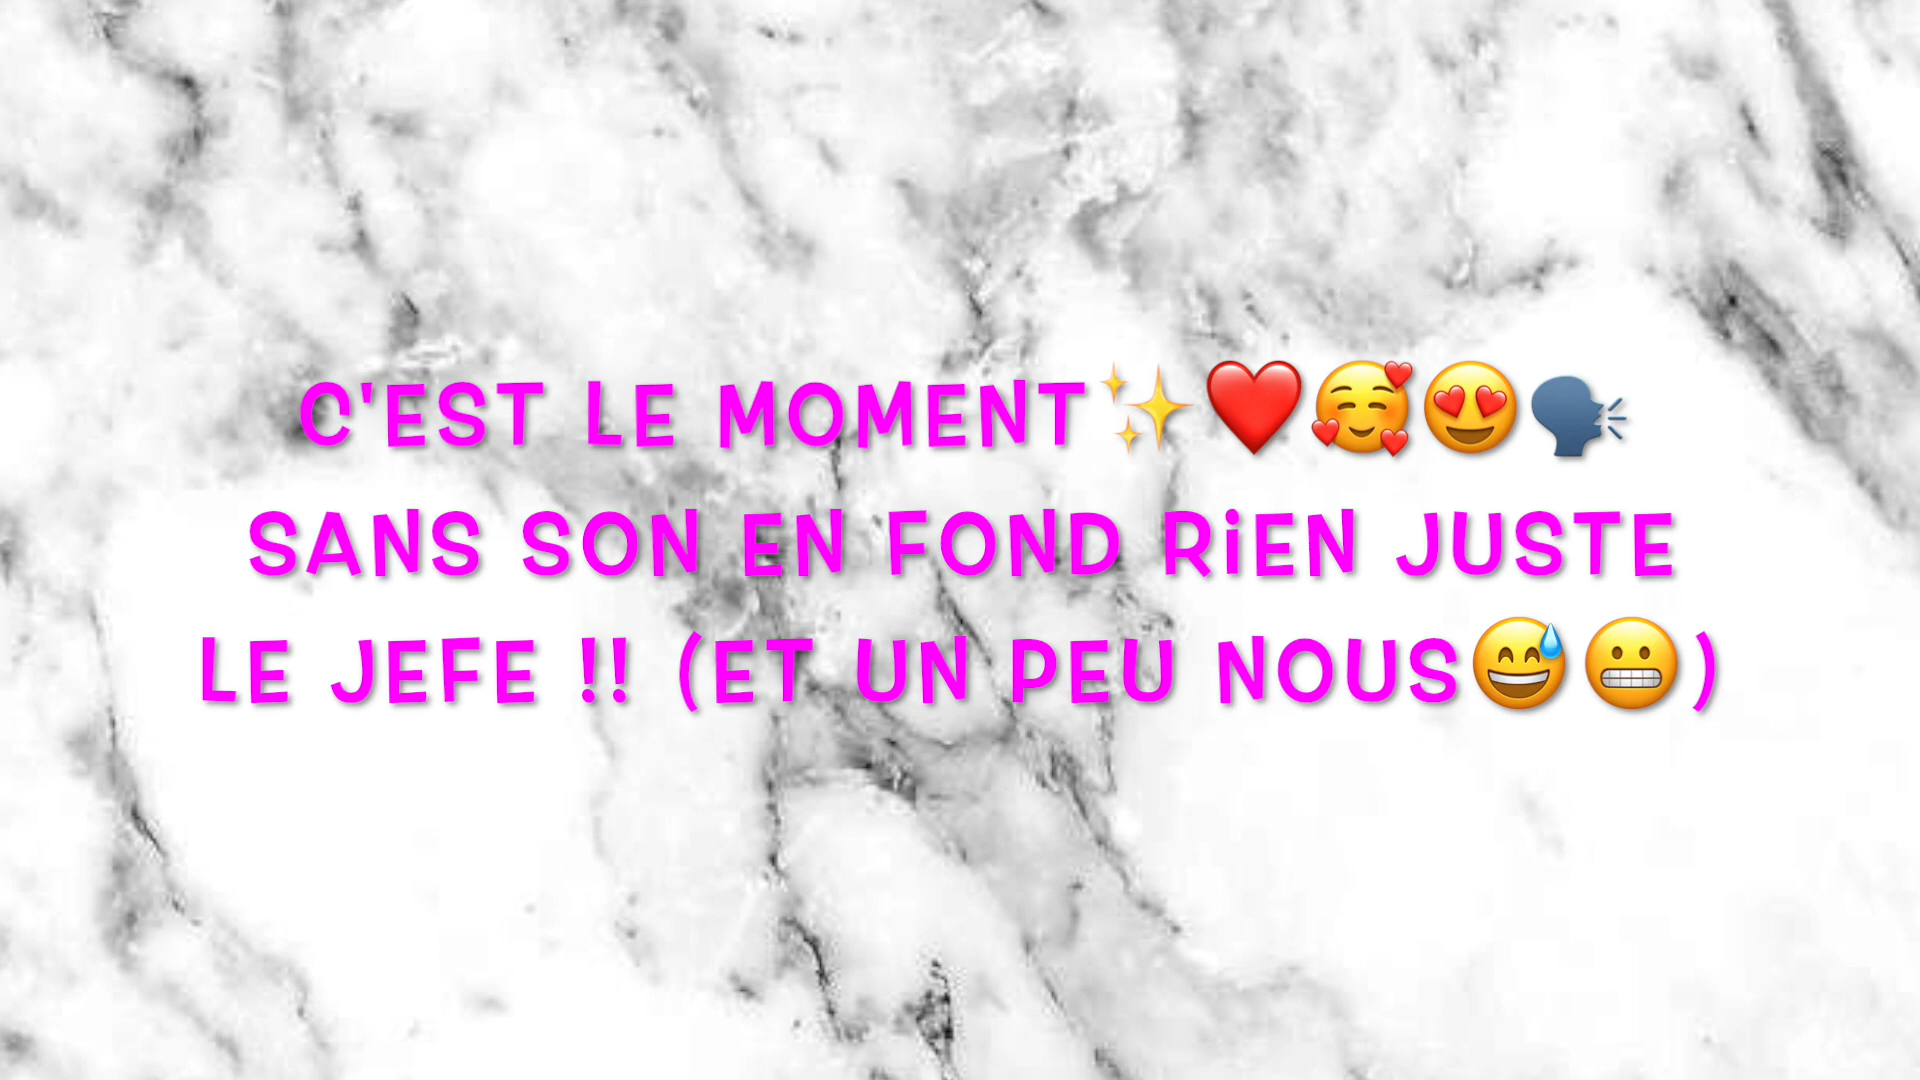 C'EST LE MOMENT✨❤️🥰😍🗣️
SANS SON EN FOND RiEN JUSTE
LE JEFE !! (ET UN PEU NOUS😅😬)